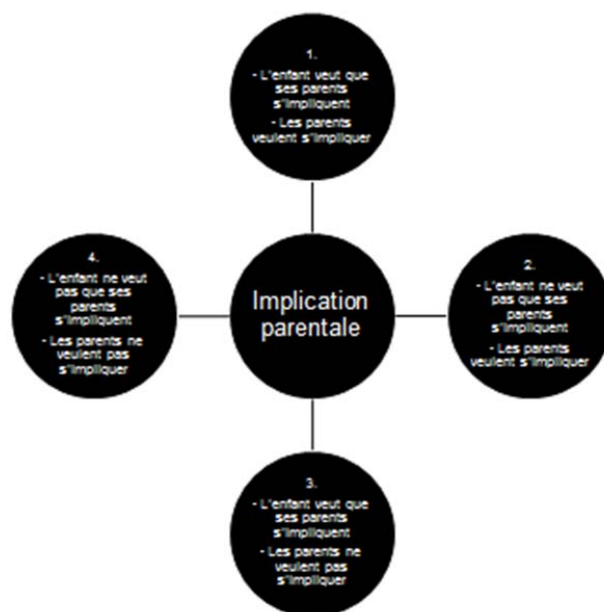 1.
- L'enfant veut que
ses parents
s'impliquent
- Les parents
veulent s'impliquer
4.
- L'enfant ne veut
pas que ses
parents
s'impliquent
- Les parents ne
veulent pas
s'impliquer
Implication
parentale
2.
- L'enfant ne veut
pas que ses
parents
s'impliquent
- Les parents
veulent s'impliquer
3.
- L'enfant veut que
ses parents
s'impliquent
- Les parents ne
veulent pas
s'impliquer